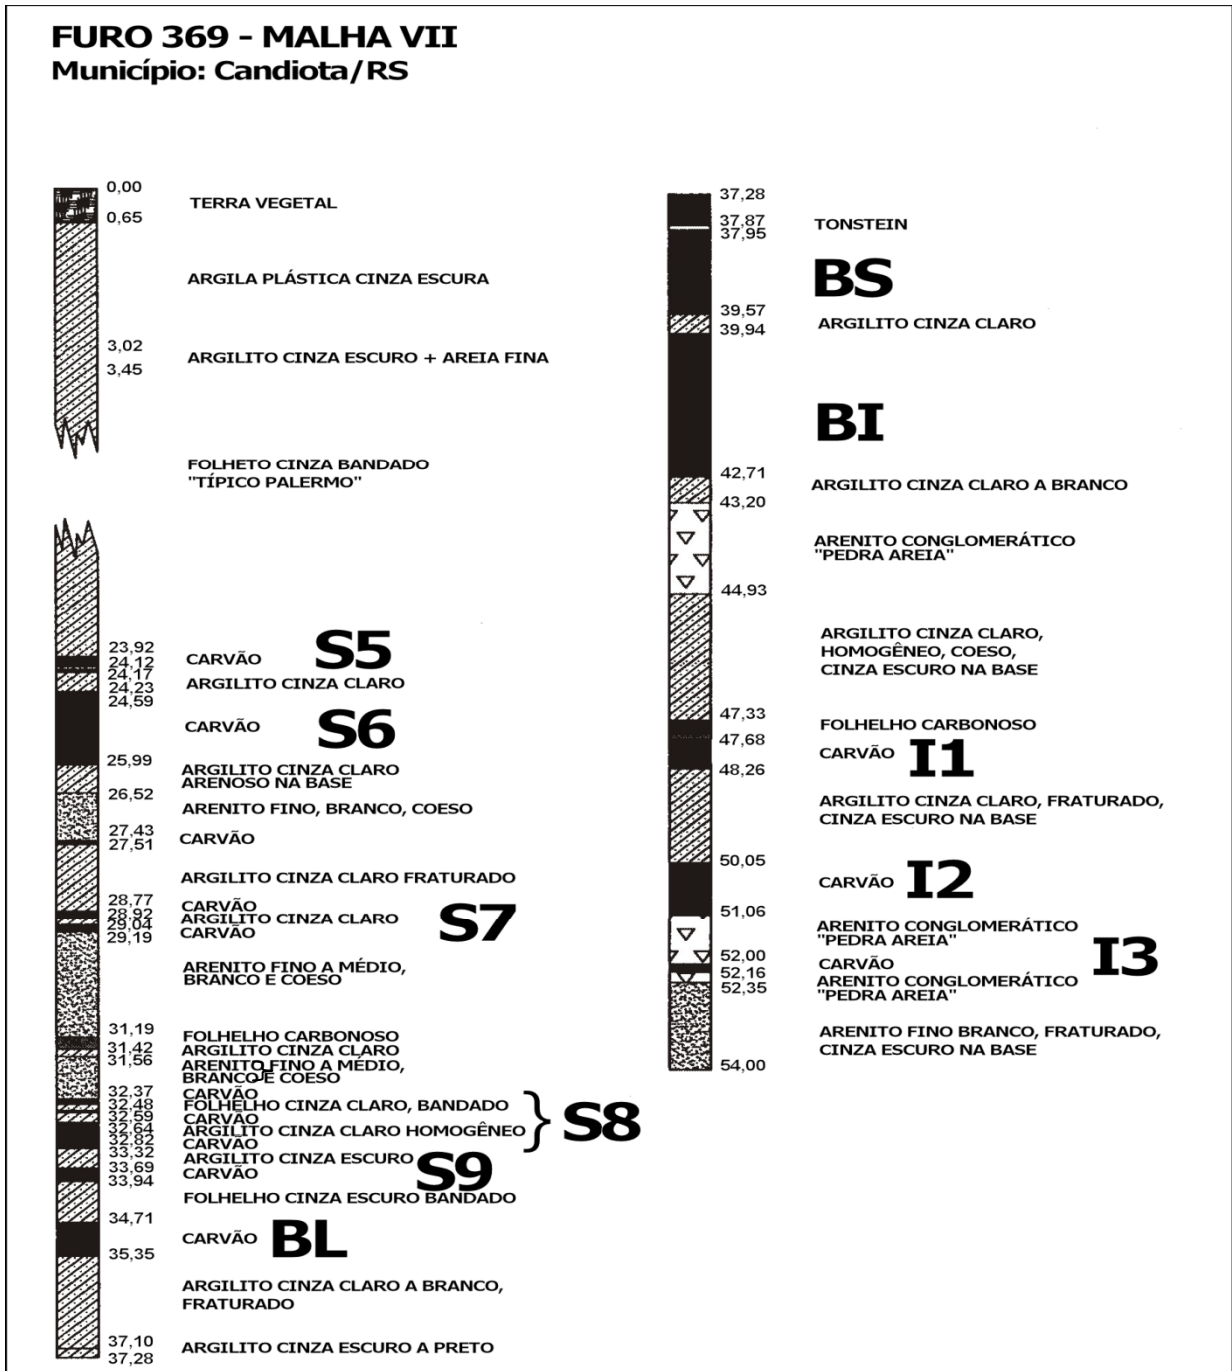 FURO 369 - MALHA VII
Município: Candiota/RS
0,00
TERRA VEGETAL
0,65
ARGILA PLÁSTICA CINZA ESCURA
3,02
ARGILITO CINZA ESCURO + AREIA FINA
3,45
FOLHETO CINZA BANDADO
"TÍPICO PALERMO"
23,92
CARVÃO S5
24,12
24,17
ARGILITO CINZA CLARO
24,23
24,59
CARVÃO S6
25,99
ARGILITO CINZA CLARO
ARENOSO NA BASE
26,52
ARENITO FINO, BRANCO, COESO
27,43
CARVÃO
27,51
ARGILITO CINZA CLARO FRATURADO
28,77
CARVÃO
28,92
ARGILITO CINZA CLARO S7
29,04
CARVÃO
29,19
ARENITO FINO A MÉDIO,
BRANCO E COESO
31,19
FOLHELHO CARBONOSO
31,42
ARGILITO CINZA CLARO
31,56
ARENITO FINO A MÉDIO,
BRANCO E COESO
32,37
CARVÃO
32,48
FOLHELHO CINZA CLARO, BANDADO
32,59
CARVÃO S8
32,64
ARGILITO CINZA CLARO HOMOGÊNEO
32,82
CARVÃO
33,32
ARGILITO CINZA ESCURO
33,69
CARVÃO S9
33,94
FOLHELHO CINZA ESCURO BANDADO
34,71
CARVÃO BL
35,35
ARGILITO CINZA CLARO A BRANCO,
FRATURADO
37,10
ARGILITO CINZA ESCURO A PRETO
37,28
37,28
37,87
TONSTEIN
37,95
BS
39,57
ARGILITO CINZA CLARO
39,94
BI
42,71
ARGILITO CINZA CLARO A BRANCO
43,20
ARENITO CONGLOMERÁTICO
"PEDRA AREIA"
44,93
ARGILITO CINZA CLARO,
HOMOGÊNEO, COESO,
CINZA ESCURO NA BASE
47,33
FOLHELHO CARBONOSO
47,68
CARVÃO I1
48,26
ARGILITO CINZA CLARO, FRATURADO,
CINZA ESCURO NA BASE
50,05
CARVÃO I2
51,06
ARENITO CONGLOMERÁTICO
"PEDRA AREIA"
52,00
CARVÃO I3
52,16
ARENITO CONGLOMERÁTICO
"PEDRA AREIA"
52,35
ARENITO FINO BRANCO, FRATURADO,
CINZA ESCURO NA BASE
54,00